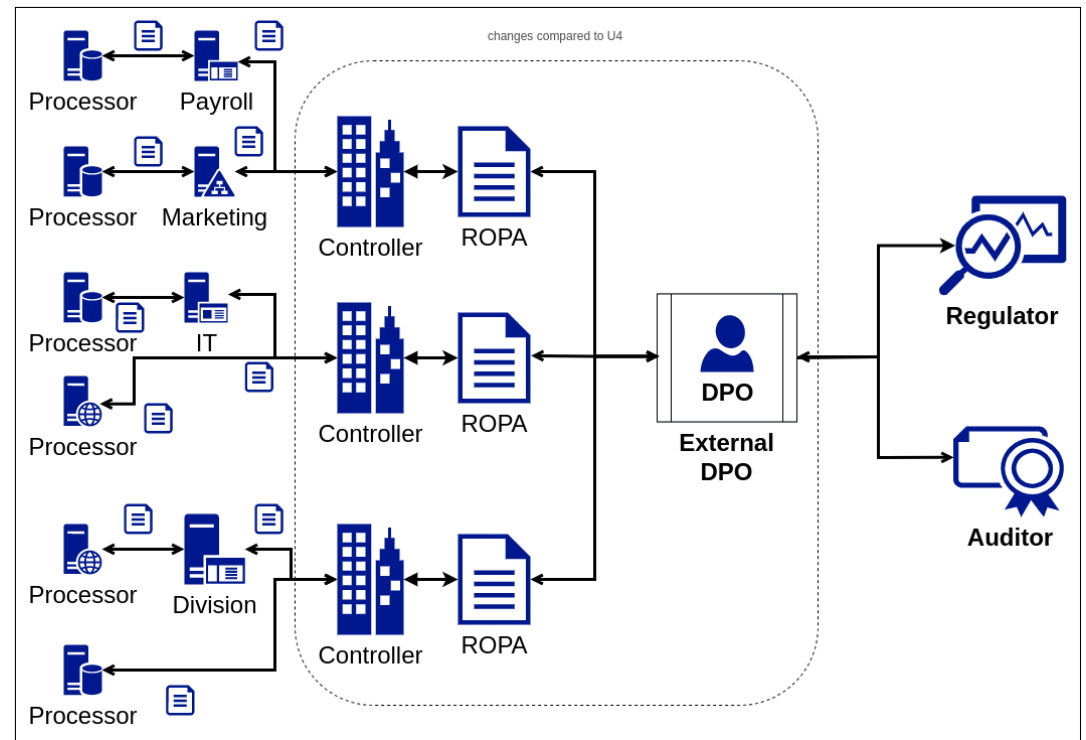 changes compared to U4
Processor
Payroll
Processor
Marketing
Controller
ROPA
Processor
IT
Processor
Controller
ROPA
DPO
External
DPO
Regulator
Auditor
Processor
Division
Processor
Controller
ROPA